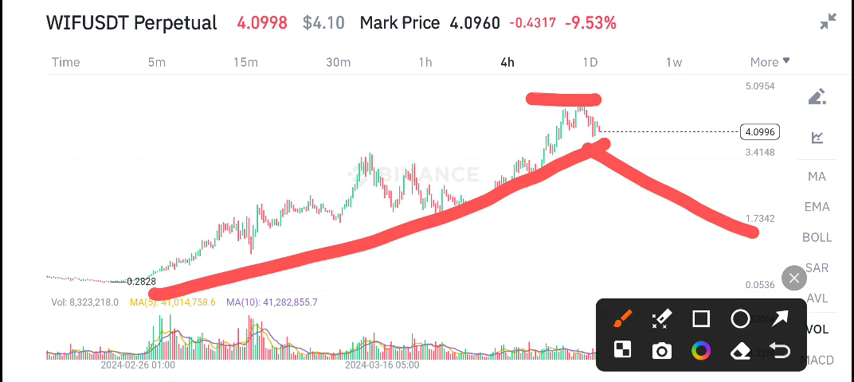 WIFUSDT Perpetual 4.0998 $4.10 Mark Price 4.0960 -0.4317 -9.53%
Time 5m 15m 30m 1h 4h 1D 1w More
5.0954
4.0996
3.4148
BINANCE
MA
EMA
1.7342
BOLL
SAR
0.2828
0.0536
AVL
Vol: 8,323,218.0 MA(5): 41,014,758.6 MA(10): 41,282,855.7
VOL
MACD
2024-02-26 01:00 2024-03-16 05:00